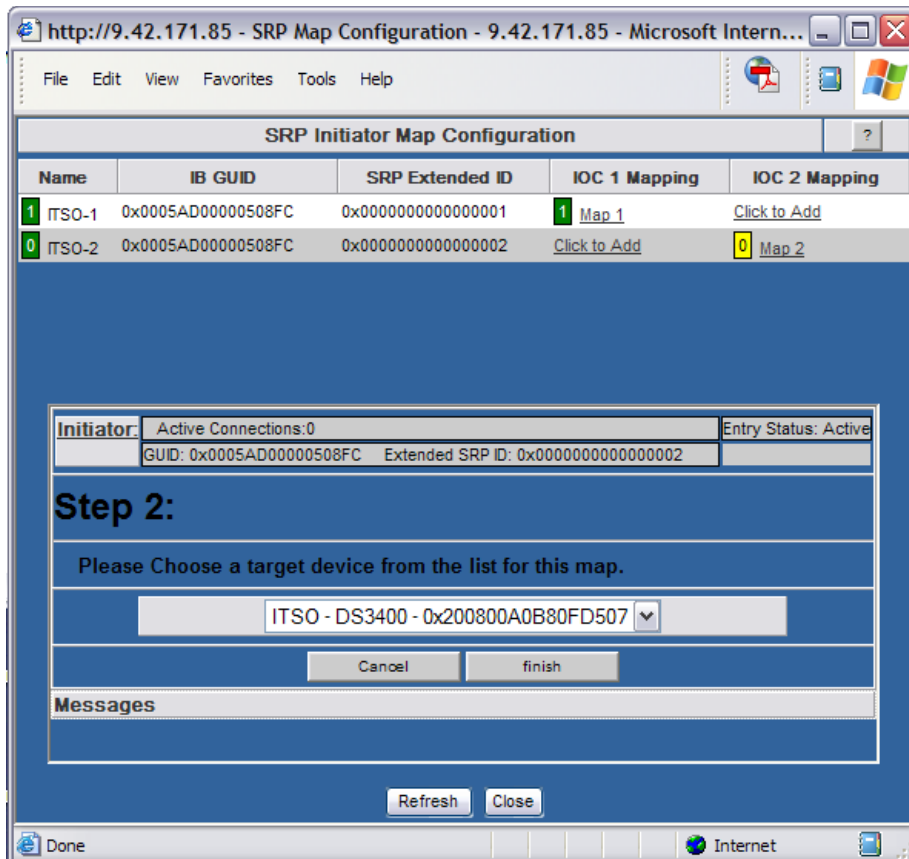 http://9.42.171.85 - SRP Map Configuration - 9.42.171.85 - Microsoft Intern...
File Edit View Favorites Tools Help
SRP Initiator Map Configuration ?
Name IB GUID SRP Extended ID IOC 1 Mapping IOC 2 Mapping
1 ITSO-1 0x0005AD00000508FC 0x0000000000000001 1 Map 1 Click to Add
0 ITSO-2 0x0005AD00000508FC 0x0000000000000002 Click to Add 0 Map 2
Initiator: Active Connections:0 Entry Status: Active
GUID: 0x0005AD00000508FC Extended SRP ID: 0x0000000000000002
Step 2:
Please Choose a target device from the list for this map.
ITSO - DS3400 - 0x200800A0B80FD507
Cancel finish
Messages
Refresh Close
Done Internet